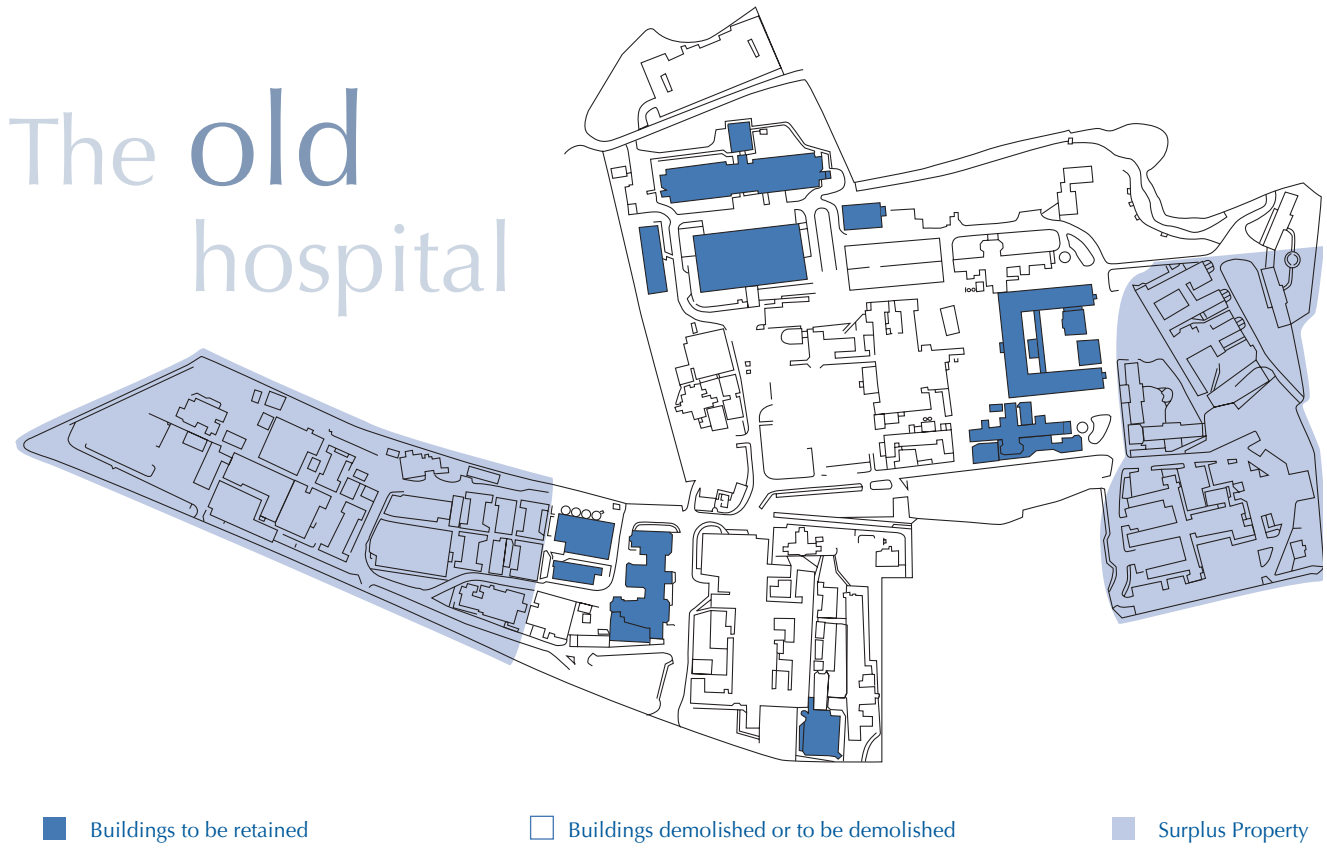 The old
hospital
Buildings to be retained
Buildings demolished or to be demolished
Surplus Property